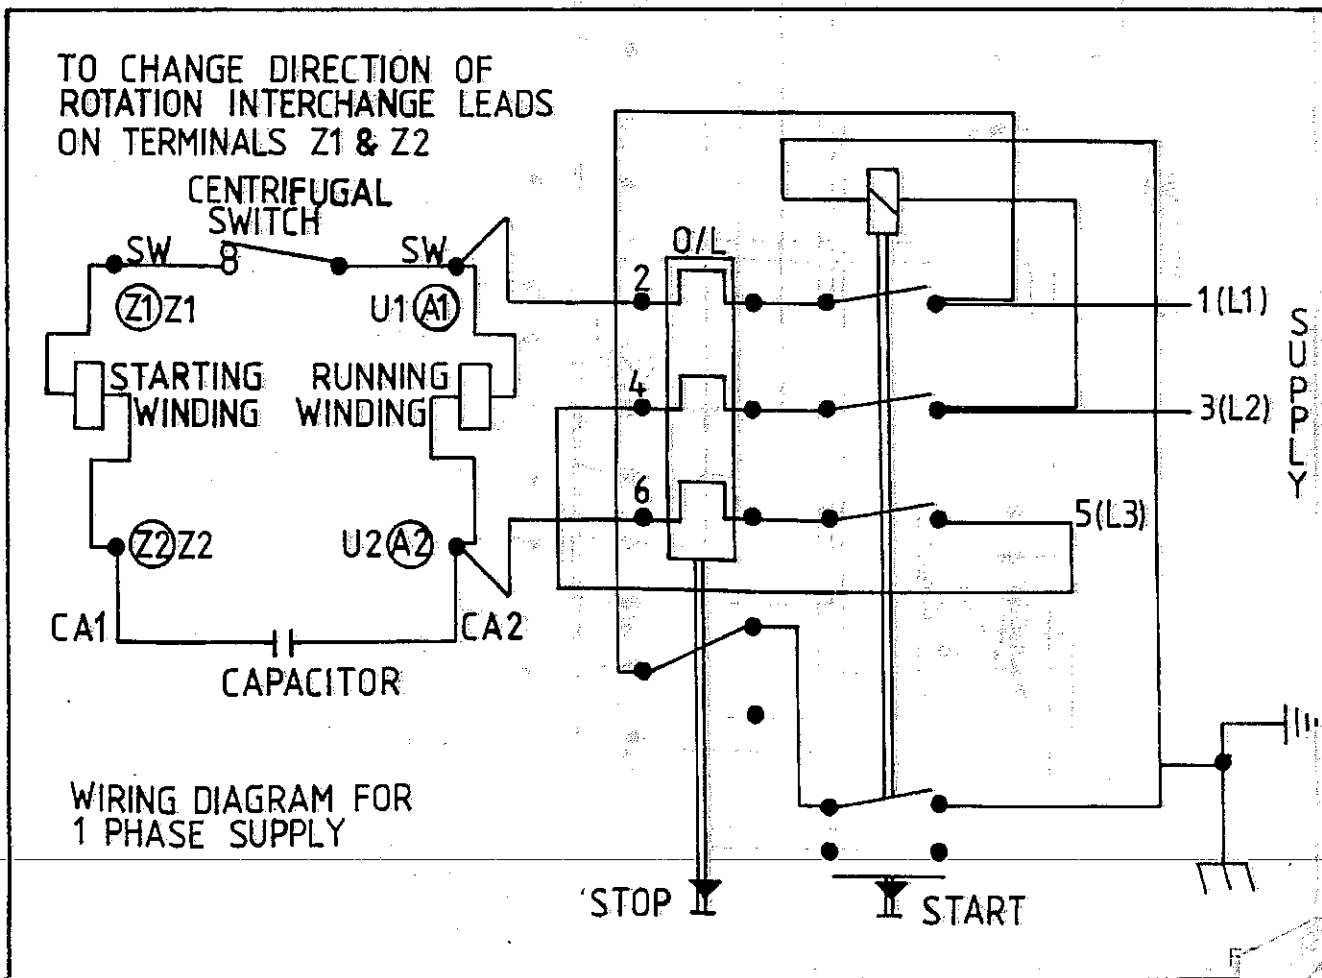 TO CHANGE DIRECTION OF
ROTATION INTERCHANGE LEADS
ON TERMINALS Z1 & Z2
CENTRIFUGAL
SWITCH
SW
SW
O/L
2
Z1 Z1
U1 A1
1(L1)
STARTING
WINDING
RUNNING
WINDING
4
3(L2)
SUPPLY
6
5(L3)
Z2 Z2
U2 A2
CA1
CA2
CAPACITOR
WIRING DIAGRAM FOR
1 PHASE SUPPLY
STOP
START